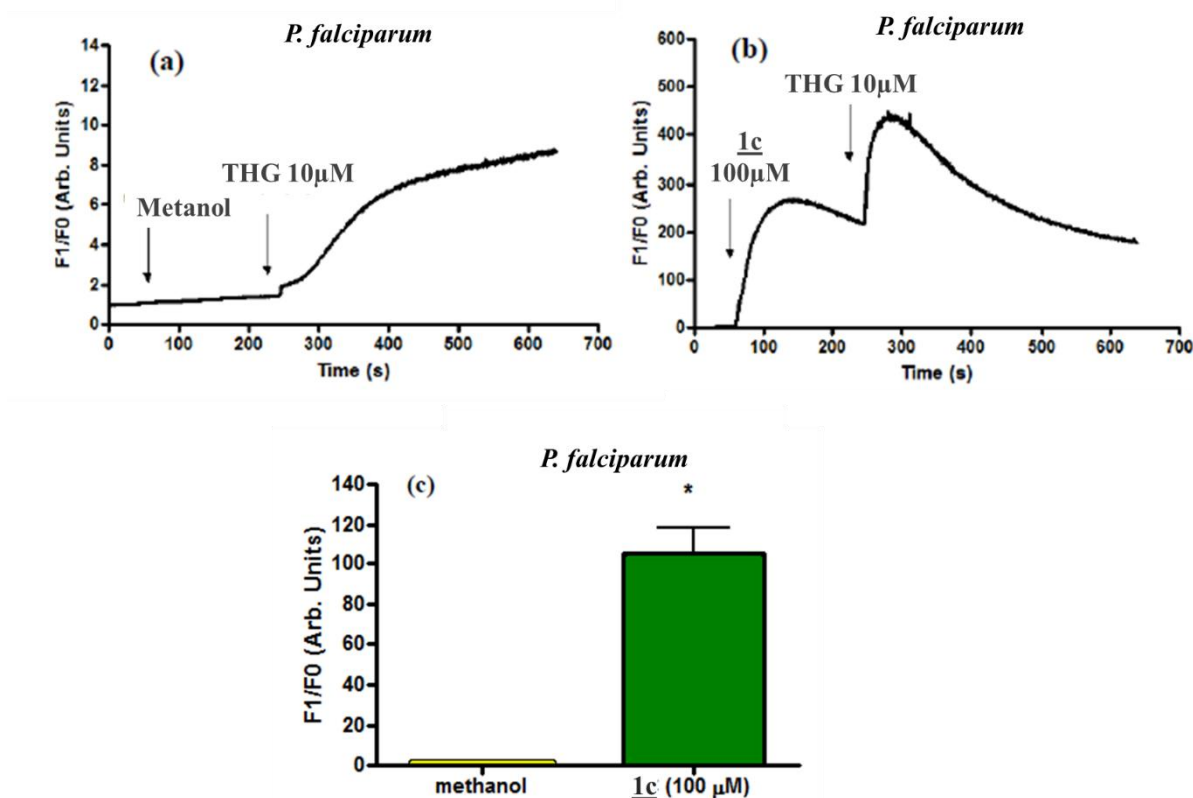 P. falciparum
(a)
14
12
10
8
6
4
2
0
F1/F0 (Arb. Units)
Metanol
THG 10µM
0 100 200 300 400 500 600 700
Time (s)
P. falciparum
(b)
600
500
400
300
200
100
0
F1/F0 (Arb. Units)
1c
100µM
THG 10µM
0 100 200 300 400 500 600 700
Time (s)
P. falciparum
(c)
*
140
120
100
80
60
40
20
0
F1/F0 (Arb. Units)
methanol
1c (100 µM)